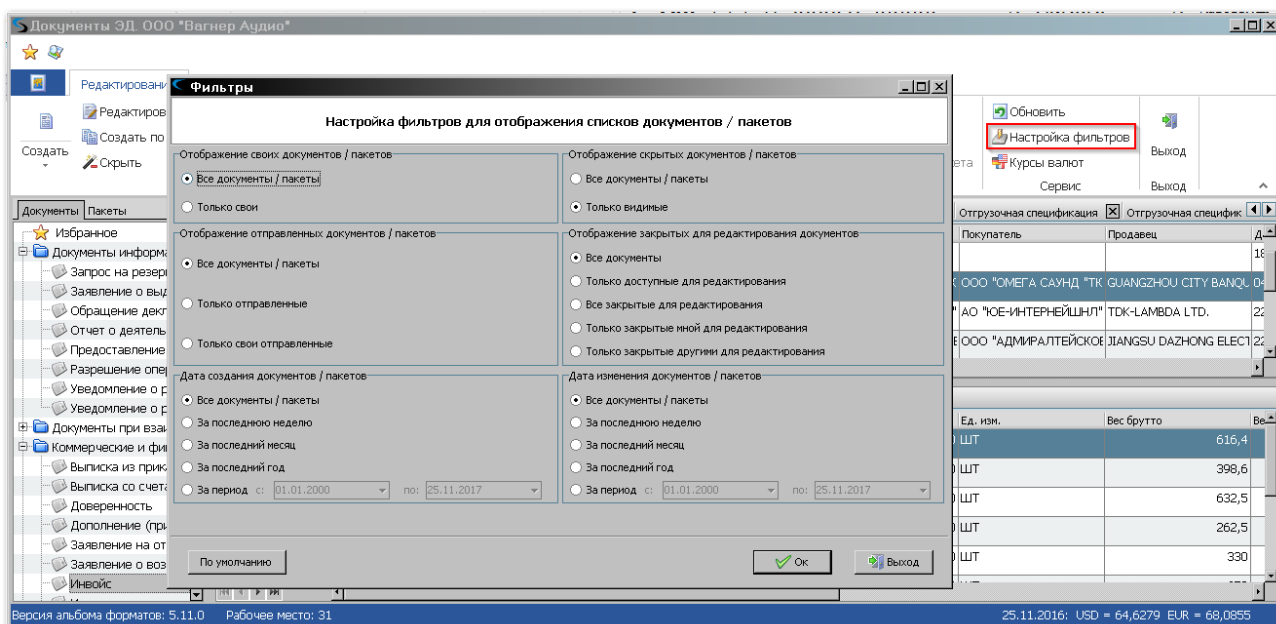 Документы ЭД. ООО "Вагнер Аудио"
Редактировани
Редактиров
Создать по
Создать
Скрыть
Обновить
Настройка фильтров
ета
Курсы валют
Выход
Сервис
Выход
Фильтры
Настройка фильтров для отображения списков документов / пакетов
Отображение своих документов / пакетов
Все документы / пакеты
Только свои
Отображение скрытых документов / пакетов
Все документы / пакеты
Только видимые
Отображение отправленных документов / пакетов
Все документы / пакеты
Только отправленные
Только свои отправленные
Отображение закрытых для редактирования документов
Все документы
Только доступные для редактирования
Все закрытые для редактирования
Только закрытые мной для редактирования
Только закрытые другими для редактирования
Дата создания документов / пакетов
Все документы / пакеты
За последнюю неделю
За последний месяц
За последний год
За период с: 01.01.2000 по: 25.11.2017
Дата изменения документов / пакетов
Все документы / пакеты
За последнюю неделю
За последний месяц
За последний год
За период с: 01.01.2000 по: 25.11.2017
По умолчанию
Ок
Выход
Документы Пакеты
Избранное
Документы информа
Запрос на резер
Заявление о выд
Обращение декл
Отчет о деятель
Предоставление
Разрешение опер
Уведомление о р
Уведомление о р
Документы при взаи
Коммерческие и фи
Выписка из прик
Выписка со счета
Доверенность
Дополнение (при
Заявление на от
Заявление о воз
Инвойс
Отгрузочная спецификация Отгрузочная специфик
Покупатель Продавец Д
18
ООО "ОМЕГА САУНД "ТК GUANGZHOU CITY BANQU 04
АО "ЮЕ-ИНТЕРНЕЙШНЛ" TDK-LAMBDA LTD. 22
ООО "АДМИРАЛТЕЙСКОЕ JIANGSU DAZHONG ELECT 22
Ед. изм. Вес брутто Ве
ШТ 616,4
ШТ 398,6
ШТ 632,5
ШТ 262,5
ШТ 330
Версия альбома форматов: 5.11.0 Рабочее место: 31
25.11.2016: USD = 64,6279 EUR = 68,0855